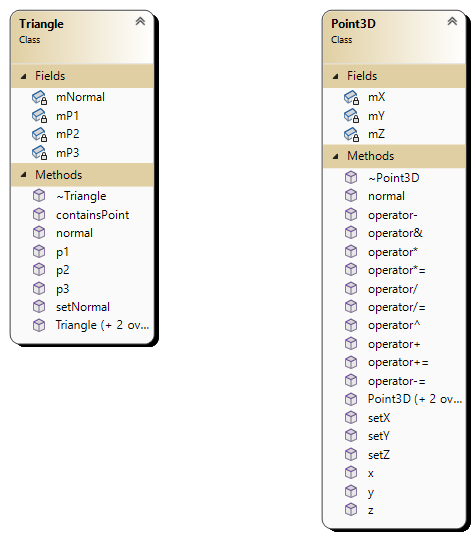 Triangle
Class
Fields
mNormal
mP1
mP2
mP3
Methods
~Triangle
containsPoint
normal
p1
p2
p3
setNormal
Triangle (+ 2 ov...
Point3D
Class
Fields
mX
mY
mZ
Methods
~Point3D
normal
operator-
operator&
operator*
operator*=
operator/
operator/=
operator^
operator+
operator+=
operator-=
Point3D (+ 2 ov...
setX
setY
setZ
x
y
z